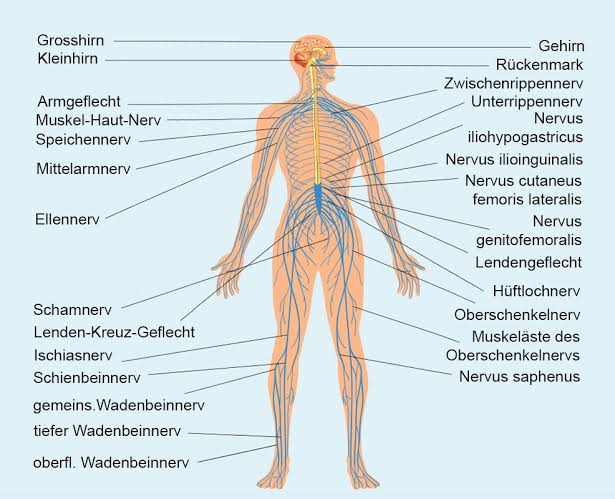 Grosshirn
Kleinhirn
Armgeflecht
Muskel-Haut-Nerv
Speichennerv
Mittelarmnerv
Ellennerv
Schamnerv
Lenden-Kreuz-Geflecht
Ischiasnerv
Schienbeinnerv
gemeins.Wadenbeinnerv
tiefer Wadenbeinnerv
oberfl. Wadenbeinnerv
Gehirn
Rückenmark
Zwischenrippennerv
Unterrippennerv
Nervus
iliohypogastricus
Nervus ilioinguinalis
Nervus cutaneus
femoris lateralis
Nervus
genitofemoralis
Lendengeflecht
Hüftlochnerv
Oberschenkelnerv
Muskeläste des
Oberschenkelnervs
Nervus saphenus